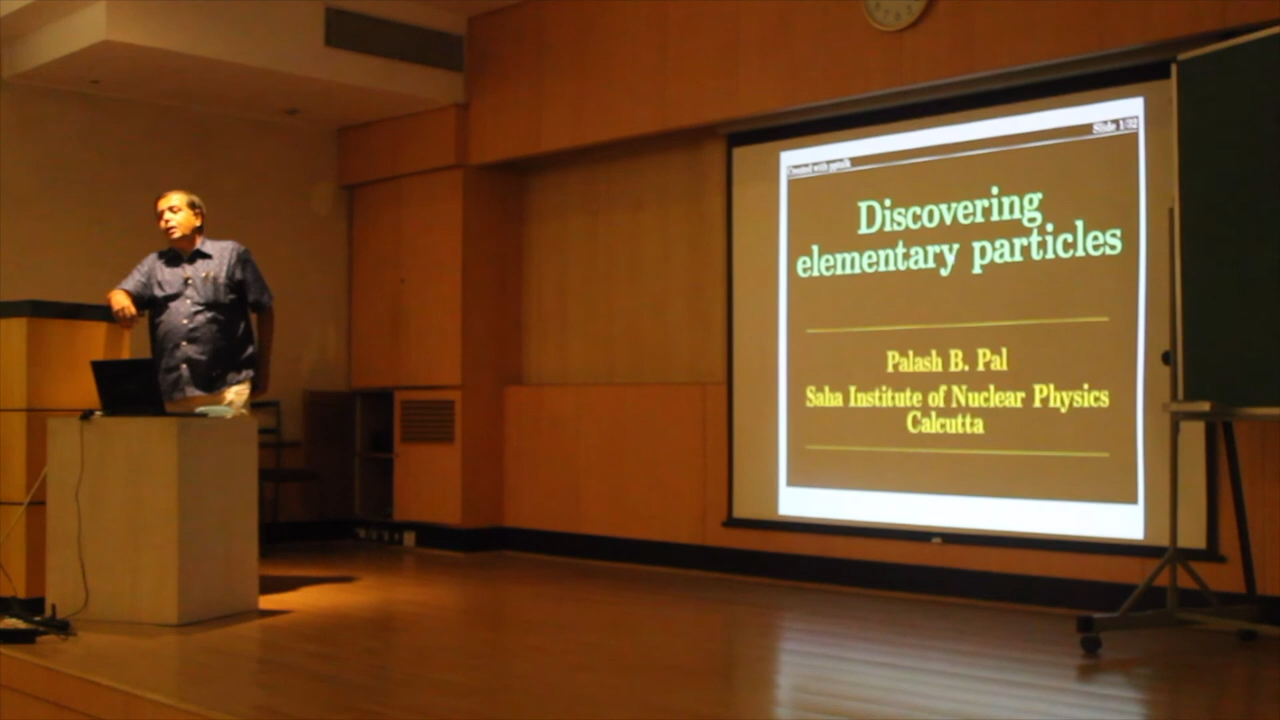 Slide 1/32
Created with pptalk
Discovering
elementary particles
Palash B. Pal
Saha Institute of Nuclear Physics
Calcutta